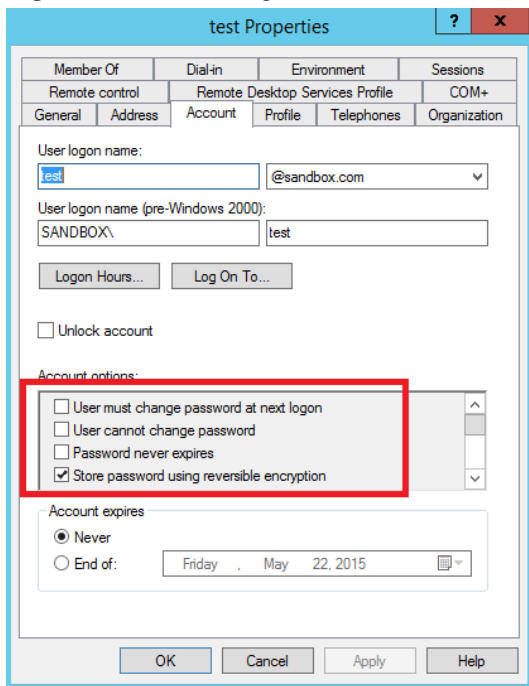 test Properties
? x
Member Of Dial-in Environment Sessions
Remote control Remote Desktop Services Profile COM+
General Address Account Profile Telephones Organization
User logon name:
test @sandbox.com
User logon name (pre-Windows 2000):
SANDBOX\ test
Logon Hours... Log On To...
Unlock account
Account options:
User must change password at next logon
User cannot change password
Password never expires
Store password using reversible encryption
Account expires
Never
End of: Friday , May 22, 2015
OK Cancel Apply Help